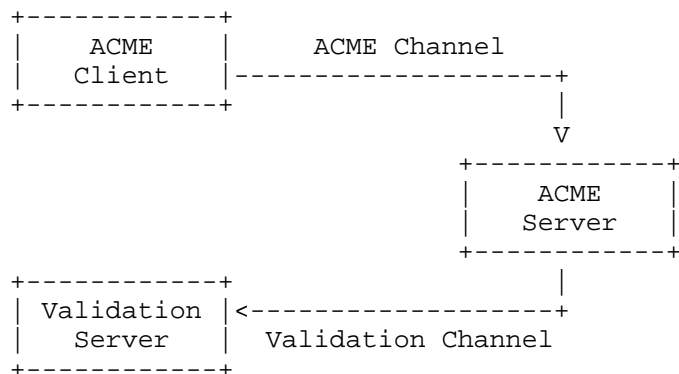 ACME
Client
ACME Channel
V
ACME
Server
Validation
Server
Validation Channel